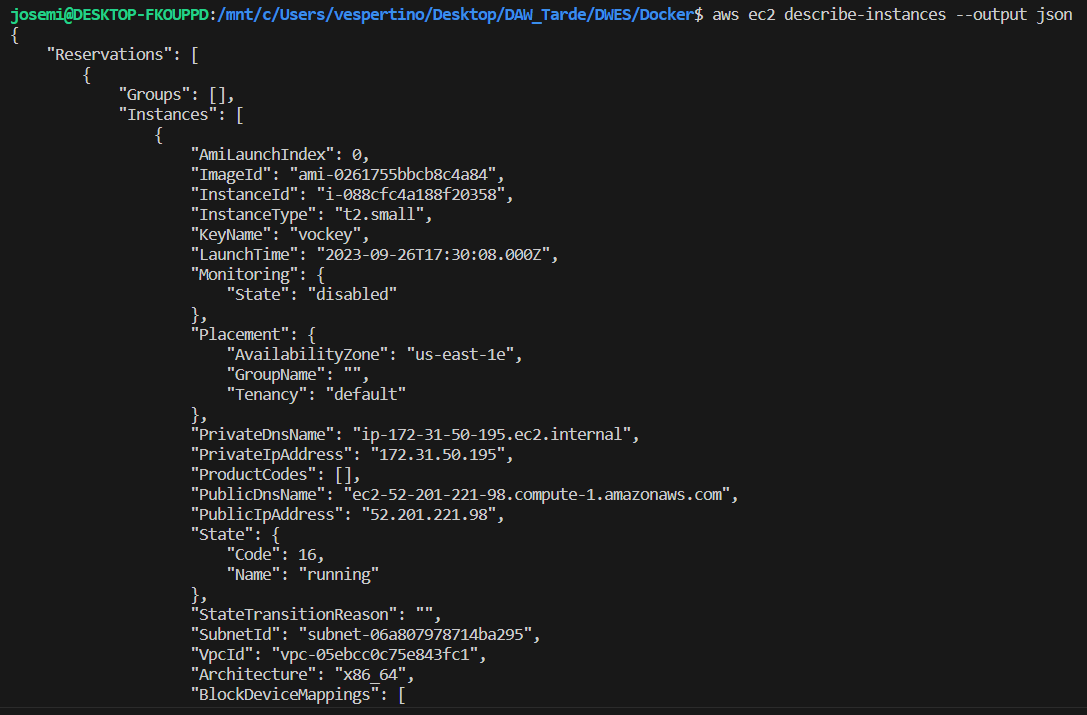 josemi@DESKTOP-FKOUPPD:/mnt/c/Users/vespertino/Desktop/DAW_Tarde/DWES/Docker$ aws ec2 describe-instances --output json
{
    "Reservations": [
        {
            "Groups": [],
            "Instances": [
                {
                    "AmiLaunchIndex": 0,
                    "ImageId": "ami-0261755bbcb8c4a84",
                    "InstanceId": "i-088cfc4a188f20358",
                    "InstanceType": "t2.small",
                    "KeyName": "vockey",
                    "LaunchTime": "2023-09-26T17:30:08.000Z",
                    "Monitoring": {
                        "State": "disabled"
                    },
                    "Placement": {
                        "AvailabilityZone": "us-east-1e",
                        "GroupName": "",
                        "Tenancy": "default"
                    },
                    "PrivateDnsName": "ip-172-31-50-195.ec2.internal",
                    "PrivateIpAddress": "172.31.50.195",
                    "ProductCodes": [],
                    "PublicDnsName": "ec2-52-201-221-98.compute-1.amazonaws.com",
                    "PublicIpAddress": "52.201.221.98",
                    "State": {
                        "Code": 16,
                        "Name": "running"
                    },
                    "StateTransitionReason": "",
                    "SubnetId": "subnet-06a807978714ba295",
                    "VpcId": "vpc-05ebcc0c75e843fc1",
                    "Architecture": "x86_64",
                    "BlockDeviceMappings": [